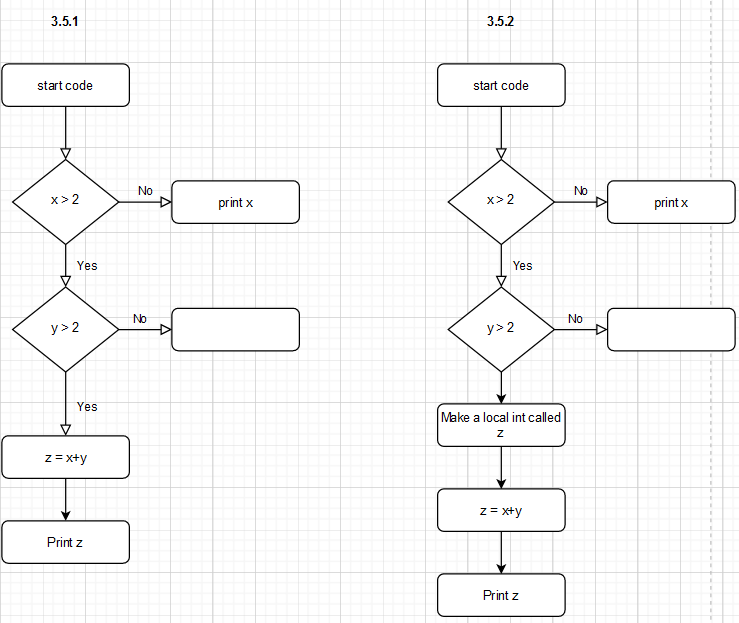 3.5.1
start code
x > 2
No
print x
Yes
y > 2
No
Yes
z = x+y
Print z
3.5.2
start code
x > 2
No
print x
Yes
y > 2
No
Make a local int called
z
z = x+y
Print z